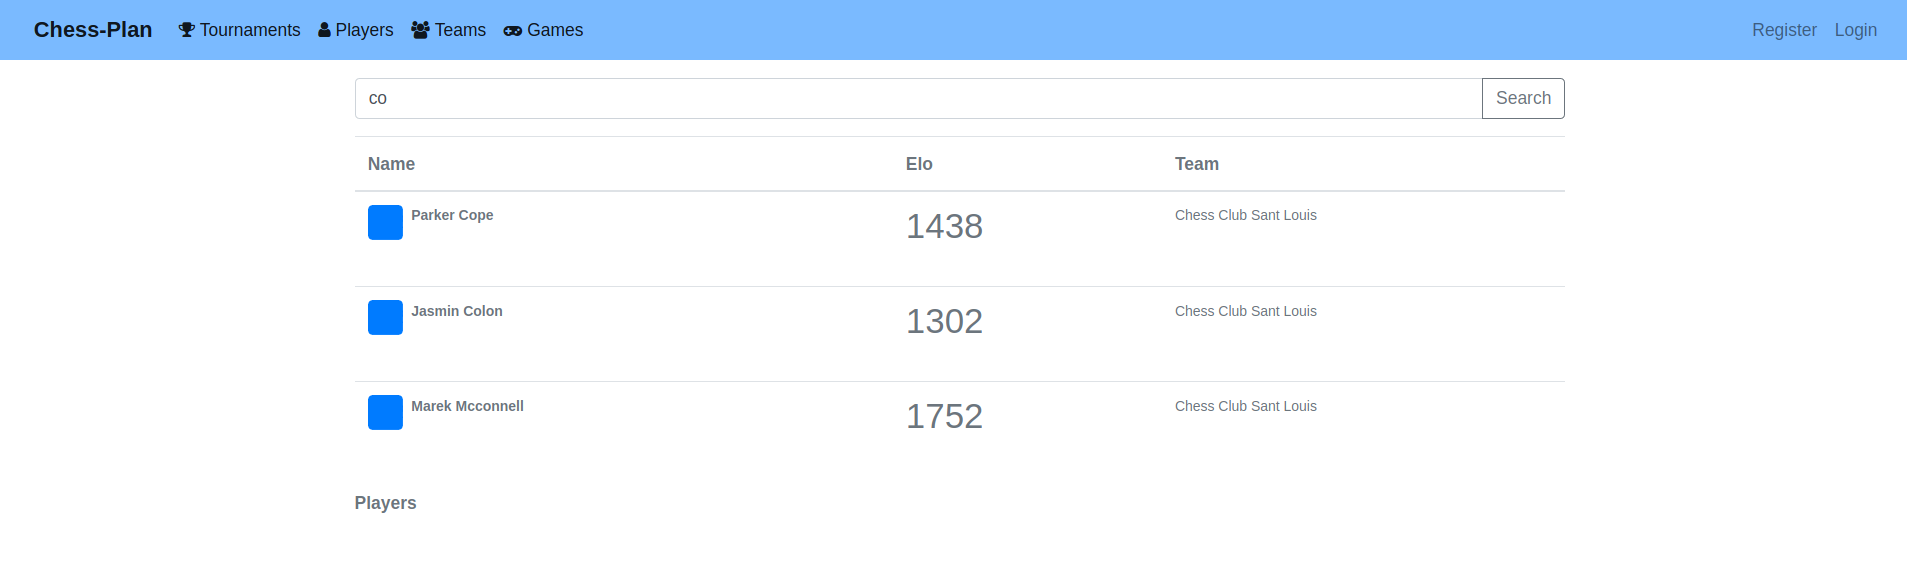 Chess-Plan Tournaments Players Teams Games Register Login
co Search
Name Elo Team
Parker Cope 1438 Chess Club Sant Louis
Jasmin Colon 1302 Chess Club Sant Louis
Marek Mcconnell 1752 Chess Club Sant Louis
Players